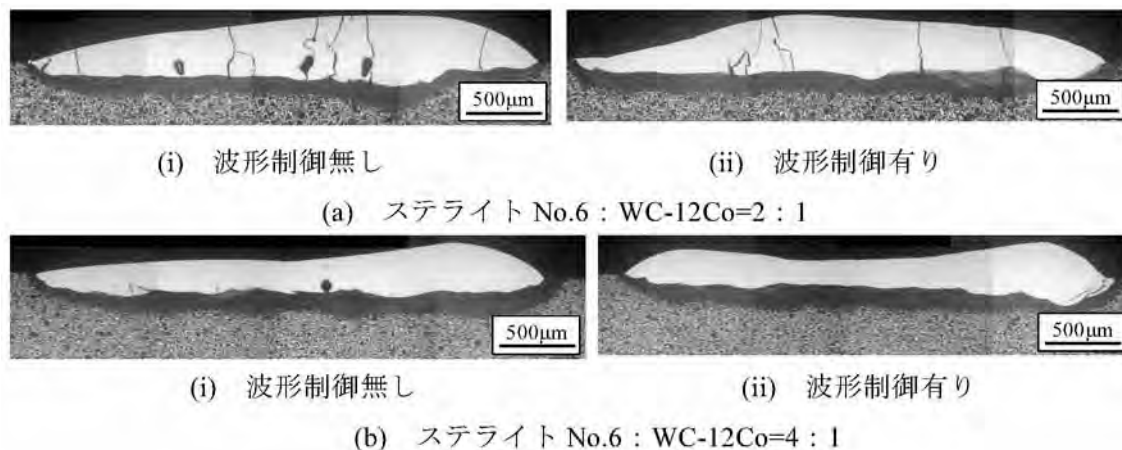 500μm
500μm
(i) 波形制御無し
(ii) 波形制御有り
(a) ステライト No.6：WC-12Co=2：1
500μm
500μm
(i) 波形制御無し
(ii) 波形制御有り
(b) ステライト No.6：WC-12Co=4：1